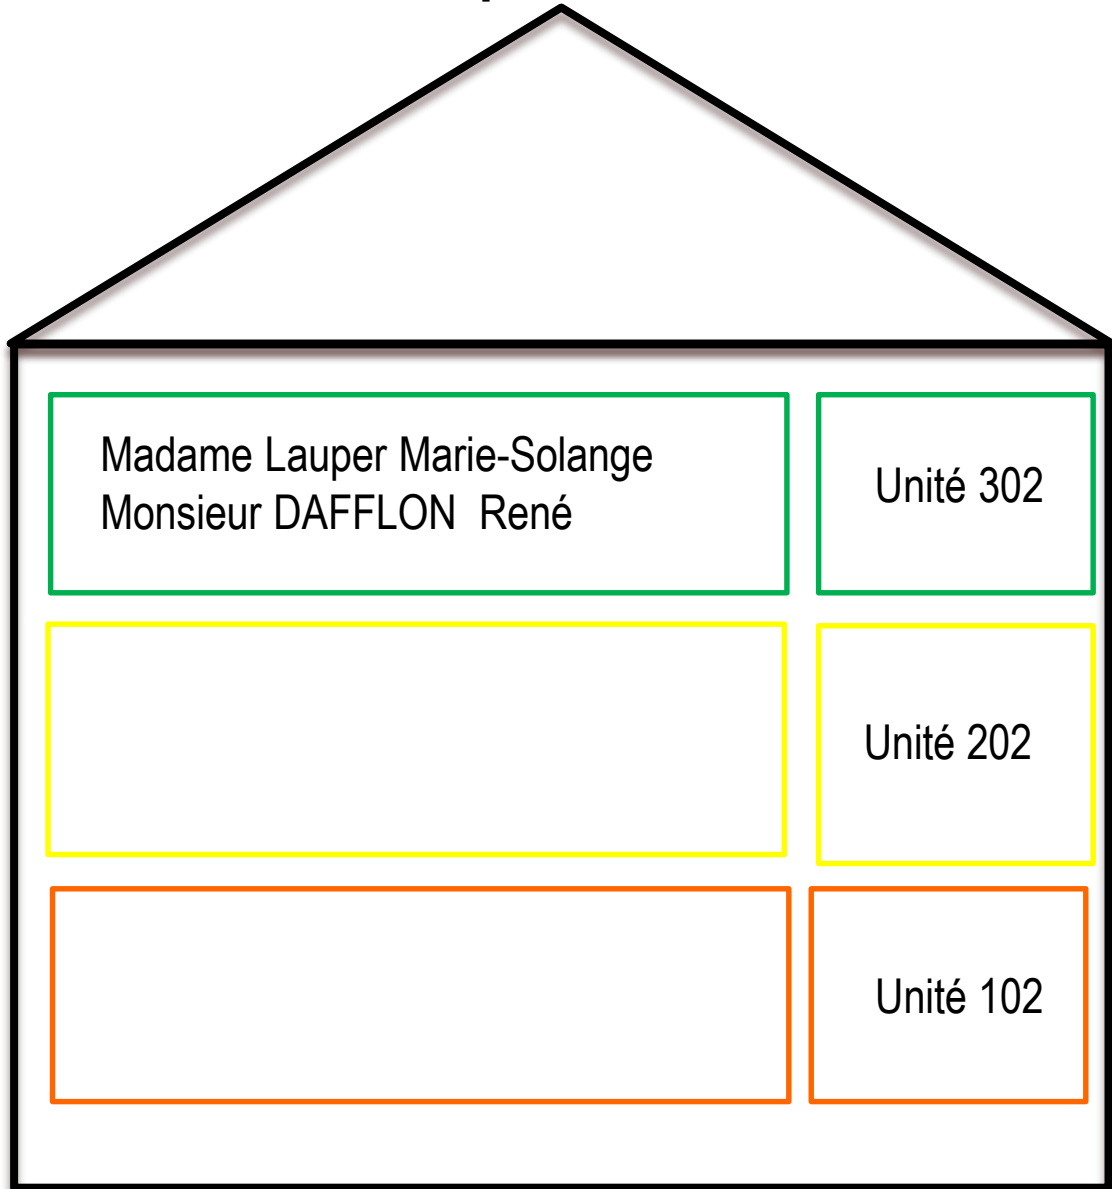 Madame Lauper Marie-Solange
Monsieur DAFFLON  René
Unité 302
Unité 202
Unité 102